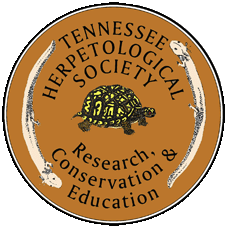 TENNESSEE
HERPETOLOGICAL
SOCIETY
Research,
Conservation &
Education